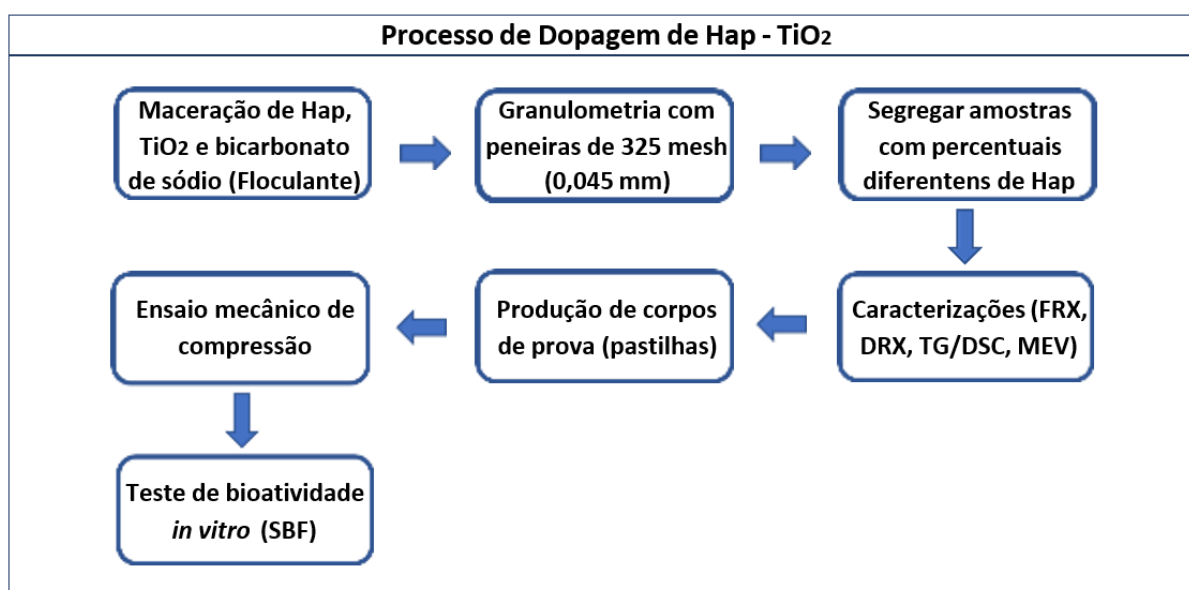 Processo de Dopagem de Hap - TiO2
Maceração de Hap,
TiO2 e bicarbonato
de sódio (Floculante)
Granulometria com
peneiras de 325 mesh
(0,045 mm)
Segregar amostras
com percentuais
diferentens de Hap
Caracterizações (FRX,
DRX, TG/DSC, MEV)
Produção de corpos
de prova (pastilhas)
Ensaio mecânico de
compressão
Teste de bioatividade
in vitro (SBF)